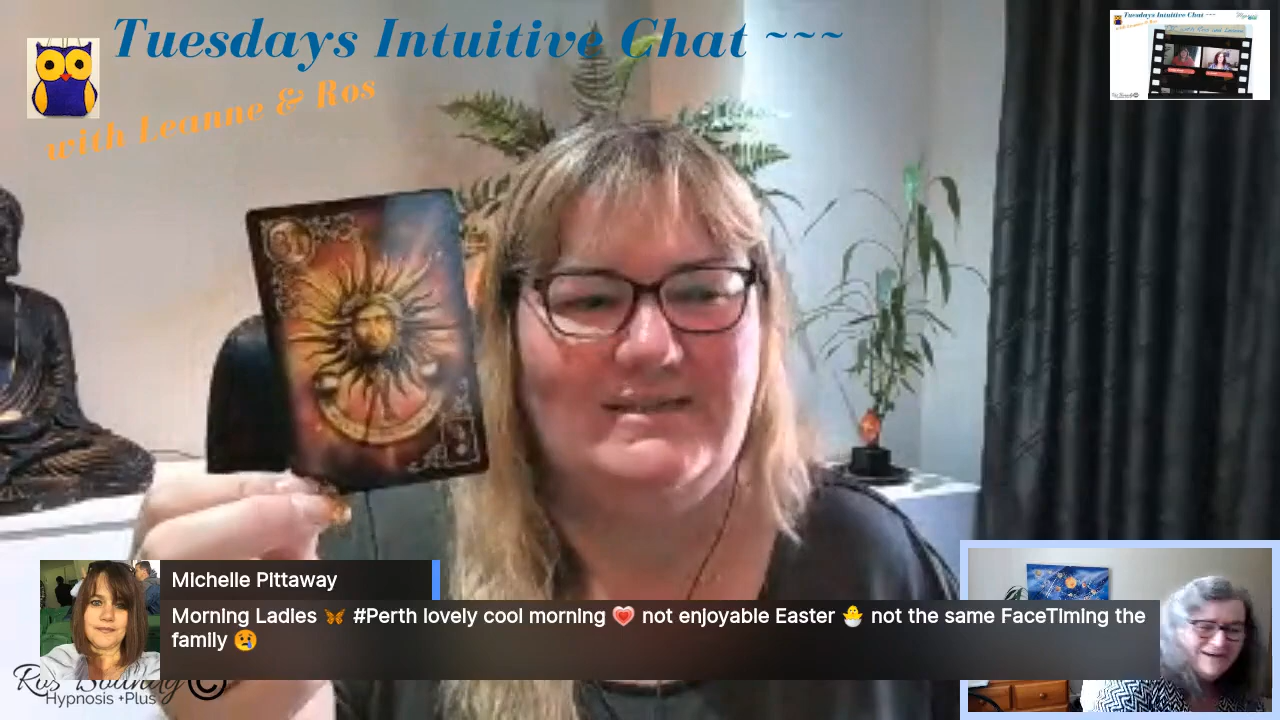 Tuesdays Intuitive Chat ~~~
with Leanne & Ros
Michelle Pittaway
Morning Ladies 🦋 #Perth lovely cool morning 💗 not enjoyable Easter 🐣 not the same FaceTiming the
family 😢
Ros Boundy ©
Hypnosis +Plus